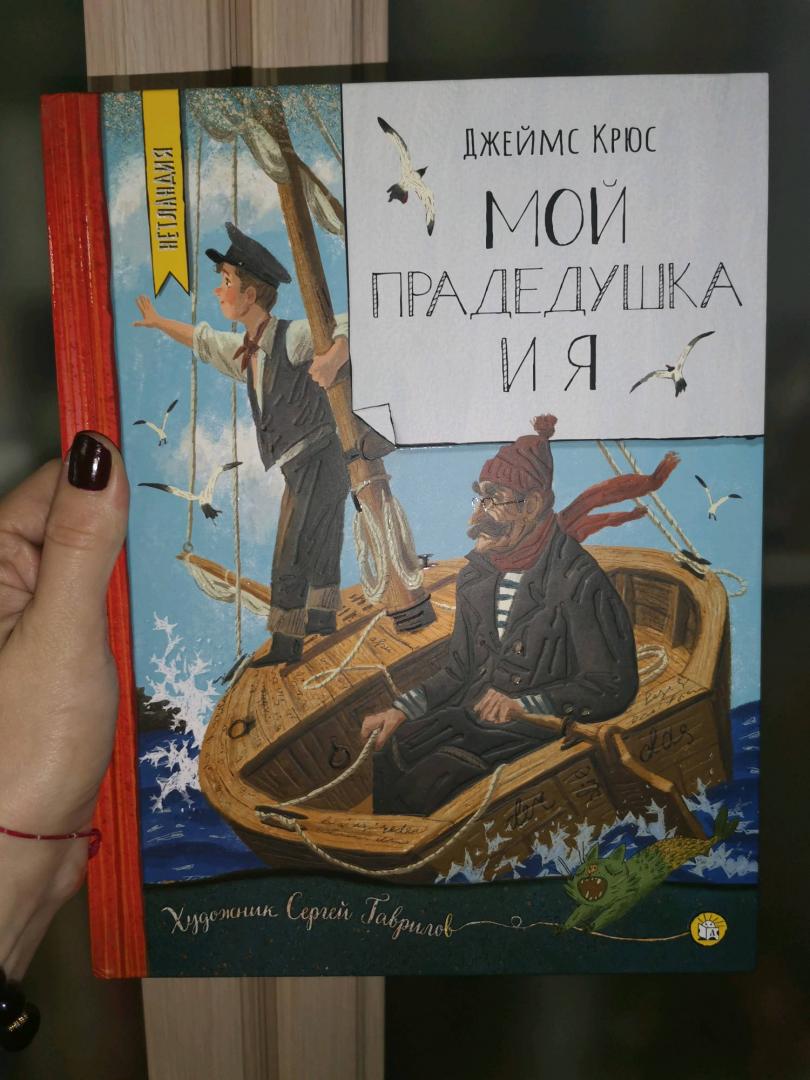 НЕТЛАНДИЯ
ДЖЕЙМС КРЮС
МОЙ
ПРАДЕДУШКА
И Я
Художник Сергей Гаврилов